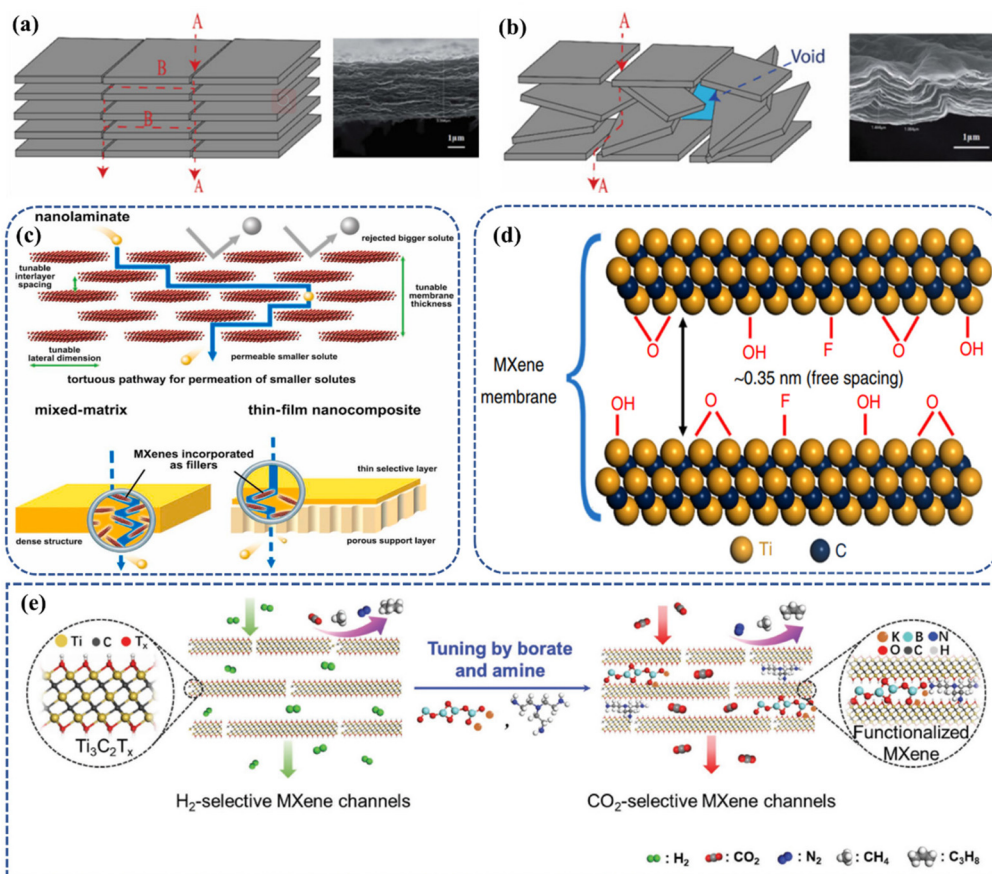 (a)
A
B
B
A
1μm
(b)
A
Void
A
1μm
(c)
nanolaminate
rejected bigger solute
tunable
interlayer
spacing
tunable
membrane
thickness
tunable
lateral dimension
permeable smaller solute
tortuous pathway for permeation of smaller solutes
mixed-matrix
thin-film nanocomposite
MXenes incorporated
as fillers
thin selective layer
dense structure
porous support layer
(d)
MXene
membrane
O
OH
F
O
OH
~0.35 nm (free spacing)
OH
O
F
OH
O
Ti
C
(e)
Ti C Tₓ
Ti₃C₂Tₓ
H₂-selective MXene channels
Tuning by borate
and amine
,
CO₂-selective MXene channels
K B N
O C H
Functionalized
MXene
: H₂ : CO₂ : N₂ : CH₄ : C₃H₈